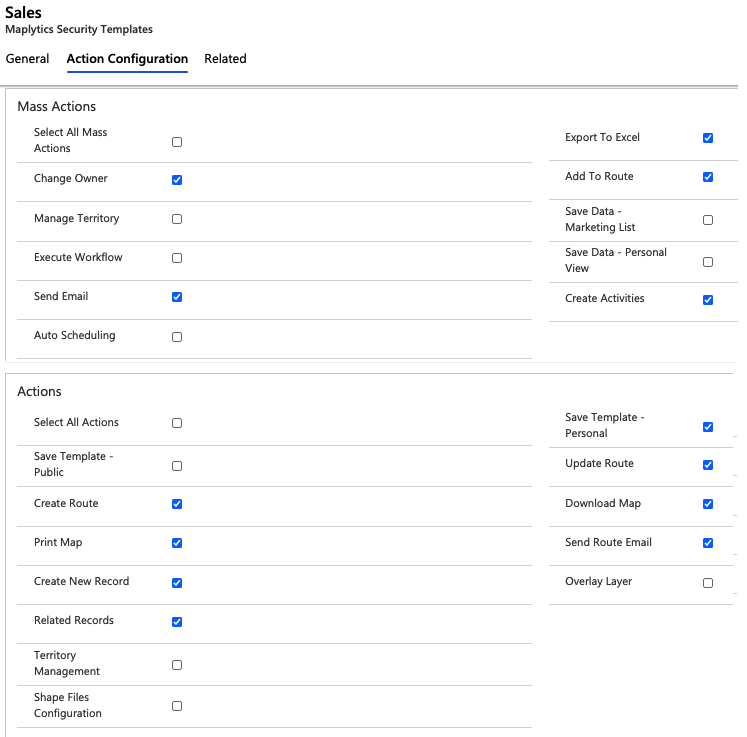 Sales
Maplytics Security Templates
General Action Configuration Related
Mass Actions
Select All Mass
Actions
Change Owner
Manage Territory
Execute Workflow
Send Email
Auto Scheduling
Export To Excel
Add To Route
Save Data -
Marketing List
Save Data - Personal
View
Create Activities
Actions
Select All Actions
Save Template -
Public
Create Route
Print Map
Create New Record
Related Records
Territory
Management
Shape Files
Configuration
Save Template -
Personal
Update Route
Download Map
Send Route Email
Overlay Layer